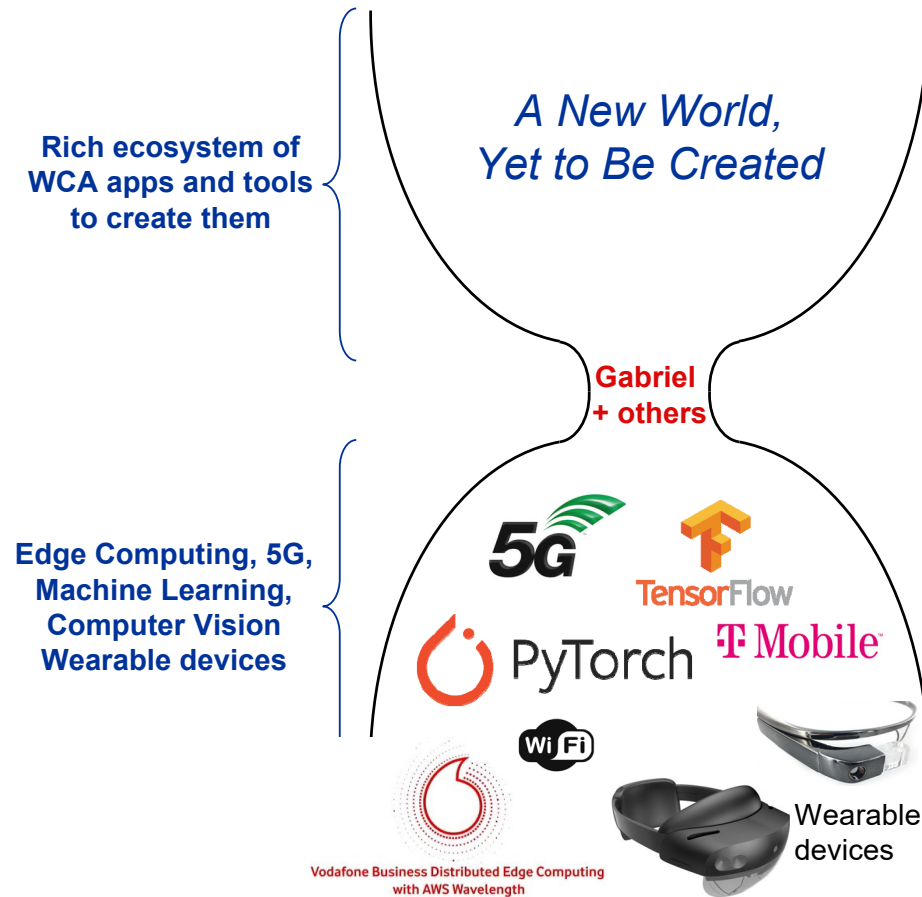 A New World,
Yet to Be Created
Rich ecosystem of
WCA apps and tools
to create them
Gabriel
+ others
Edge Computing, 5G,
Machine Learning,
Computer Vision
Wearable devices
5G
TensorFlow
PyTorch
T Mobile
Wi Fi
Wearable
devices
Vodafone Business Distributed Edge Computing
with AWS Wavelength